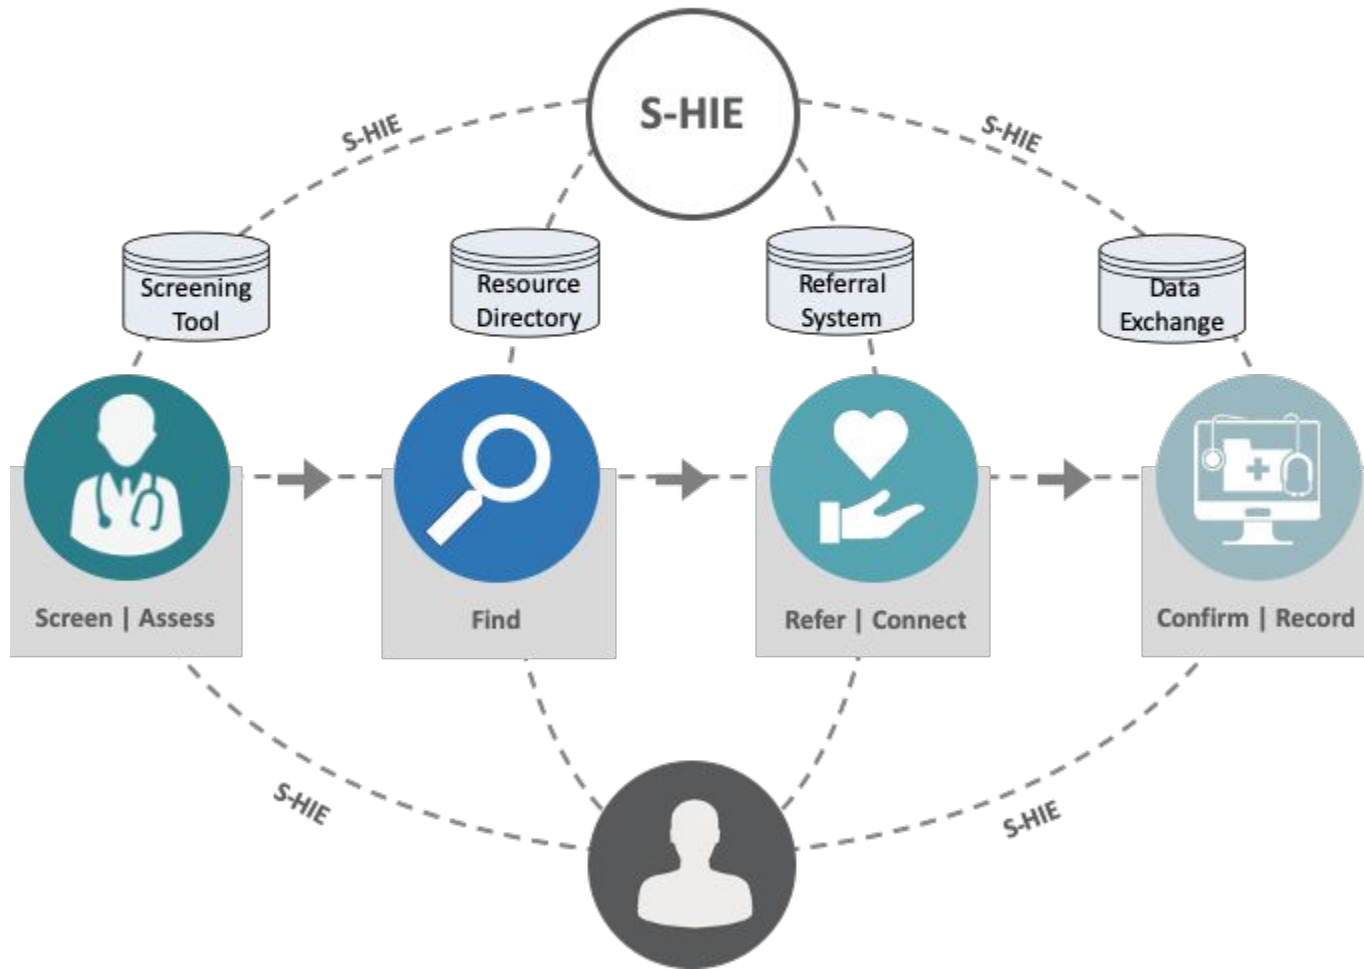 S-HIE
S-HIE
S-HIE
Screening
Tool
Resource
Directory
Referral
System
Data
Exchange
Screen | Assess
Find
Refer | Connect
Confirm | Record
S-HIE
S-HIE